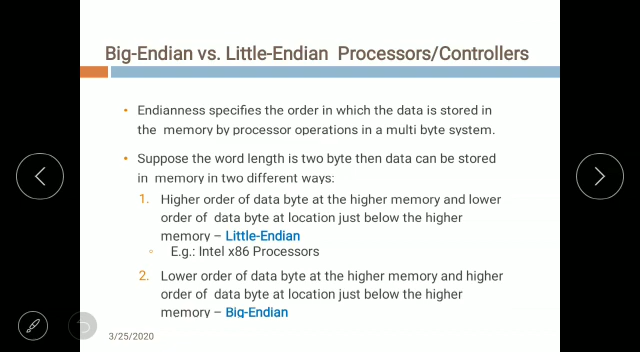 Big-Endian vs. Little-Endian Processors/Controllers
• Endianness specifies the order in which the data is stored in
the memory by processor operations in a multi byte system.
• Suppose the word length is two byte then data can be stored
in memory in two different ways:
1. Higher order of data byte at the higher memory and lower
order of data byte at location just below the higher
memory – Little-Endian
◦ E.g.: Intel x86 Processors
2. Lower order of data byte at the higher memory and higher
order of data byte at location just below the higher
memory – Big-Endian
3/25/2020